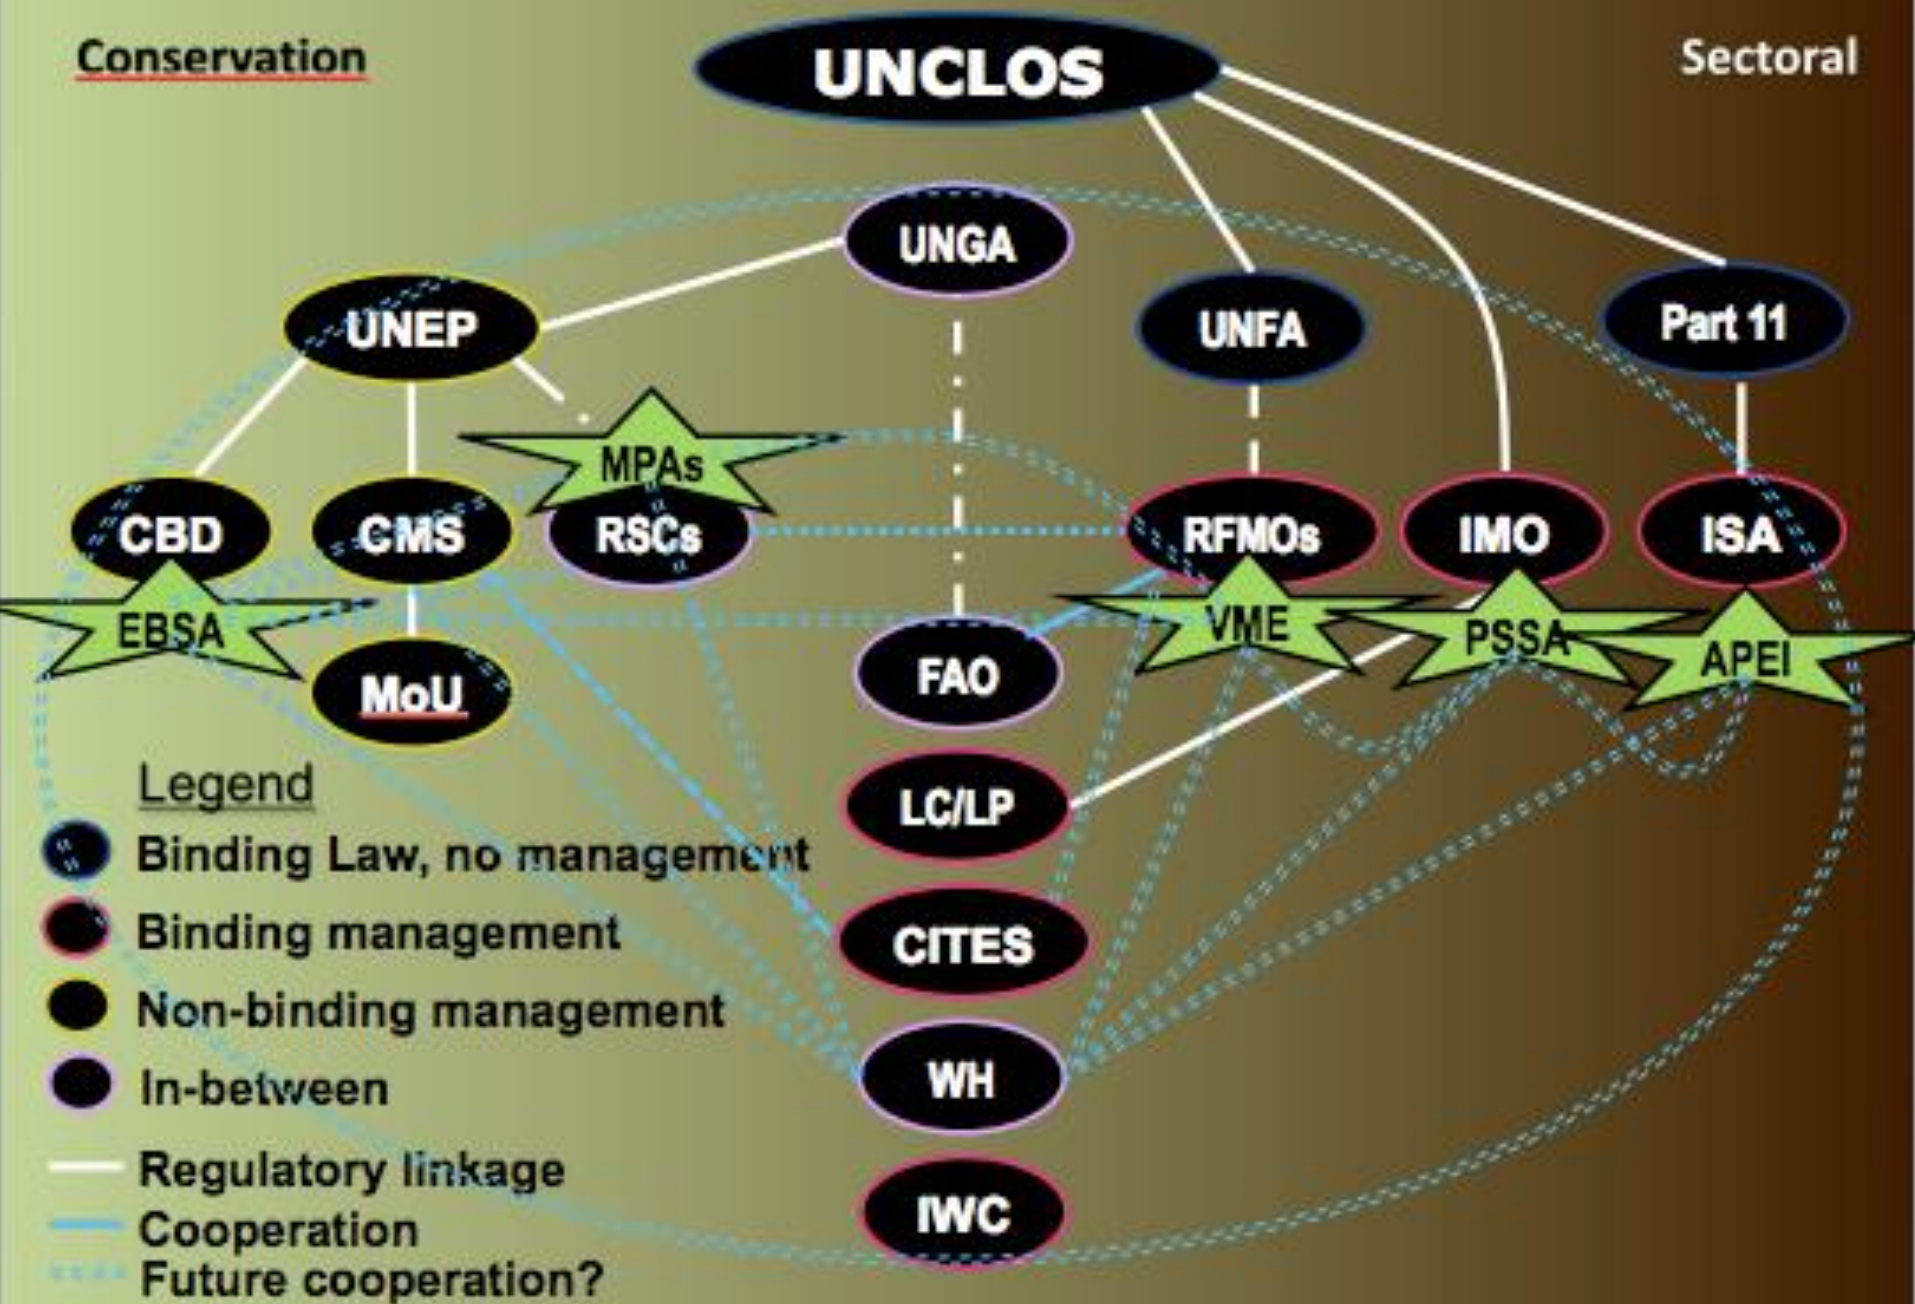 Conservation
UNCLOS
Sectoral
UNGA
UNEP
UNFA
Part 11
MPAs
CBD
CMS
RSCs
RFMOs
IMO
ISA
EBSA
VME
PSSA
APEI
MoU
FAO
LC/LP
CITES
WH
IWC
Legend
Binding Law, no management
Binding management
Non-binding management
In-between
Regulatory linkage
Cooperation
Future cooperation?